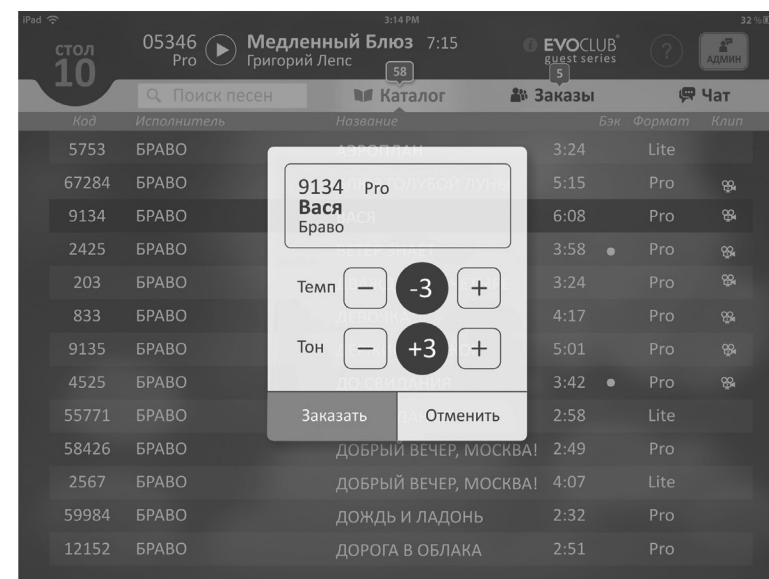 iPad 3:14 PM 32 %
СТОЛ 10
05346 Pro
Медленный Блюз 7:15
Григорий Лепс
EVOCLUB®
guest series
?
АДМИН
58
5
Поиск песен Каталог Заказы Чат
Код Исполнитель Название Бэк Формат Клип
5753 БРАВО АЭРОПЛАН 3:24 Lite
67284 БРАВО 5:15 Pro
9134 БРАВО ВАСЯ 6:08 Pro
2425 БРАВО ВЕТЕР ЗНАЕТ 3:58 Pro
203 БРАВО 3:24 Pro
833 БРАВО 4:17 Pro
9135 БРАВО 5:01 Pro
4525 БРАВО ДО СВИДАНИЕ 3:42 Pro
55771 БРАВО 2:58 Lite
58426 БРАВО ДОБРЫЙ ВЕЧЕР, МОСКВА! 2:49 Pro
2567 БРАВО ДОБРЫЙ ВЕЧЕР, МОСКВА! 4:07 Lite
59984 БРАВО ДОЖДЬ И ЛАДОНЬ 2:32 Pro
12152 БРАВО ДОРОГА В ОБЛАКА 2:51 Pro
9134 Pro
Вася
Браво
Темп − -3 +
Тон − +3 +
Заказать Отменить